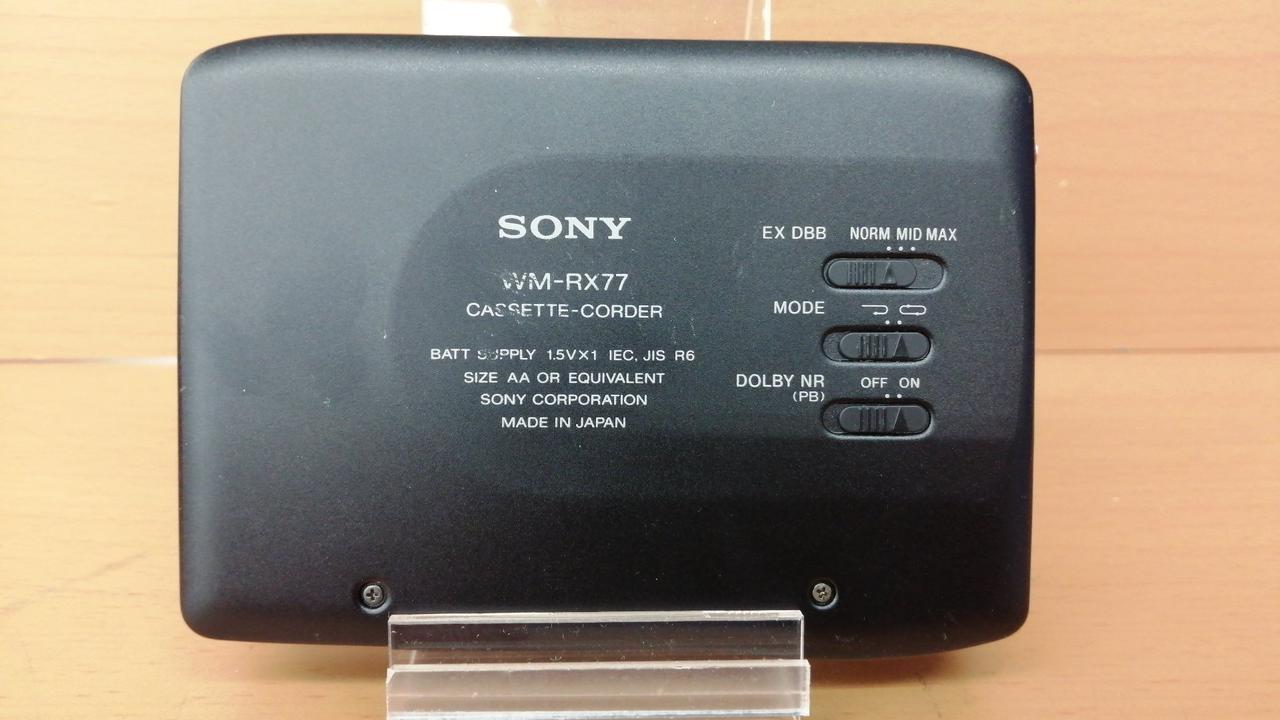 SONY
WM-RX77
CASSETTE-CORDER
BATT SUPPLY 1.5V×1 IEC, JIS R6
SIZE AA OR EQUIVALENT
SONY CORPORATION
MADE IN JAPAN
EX DBB NORM MID MAX
MODE
DOLBY NR OFF ON
(PB)